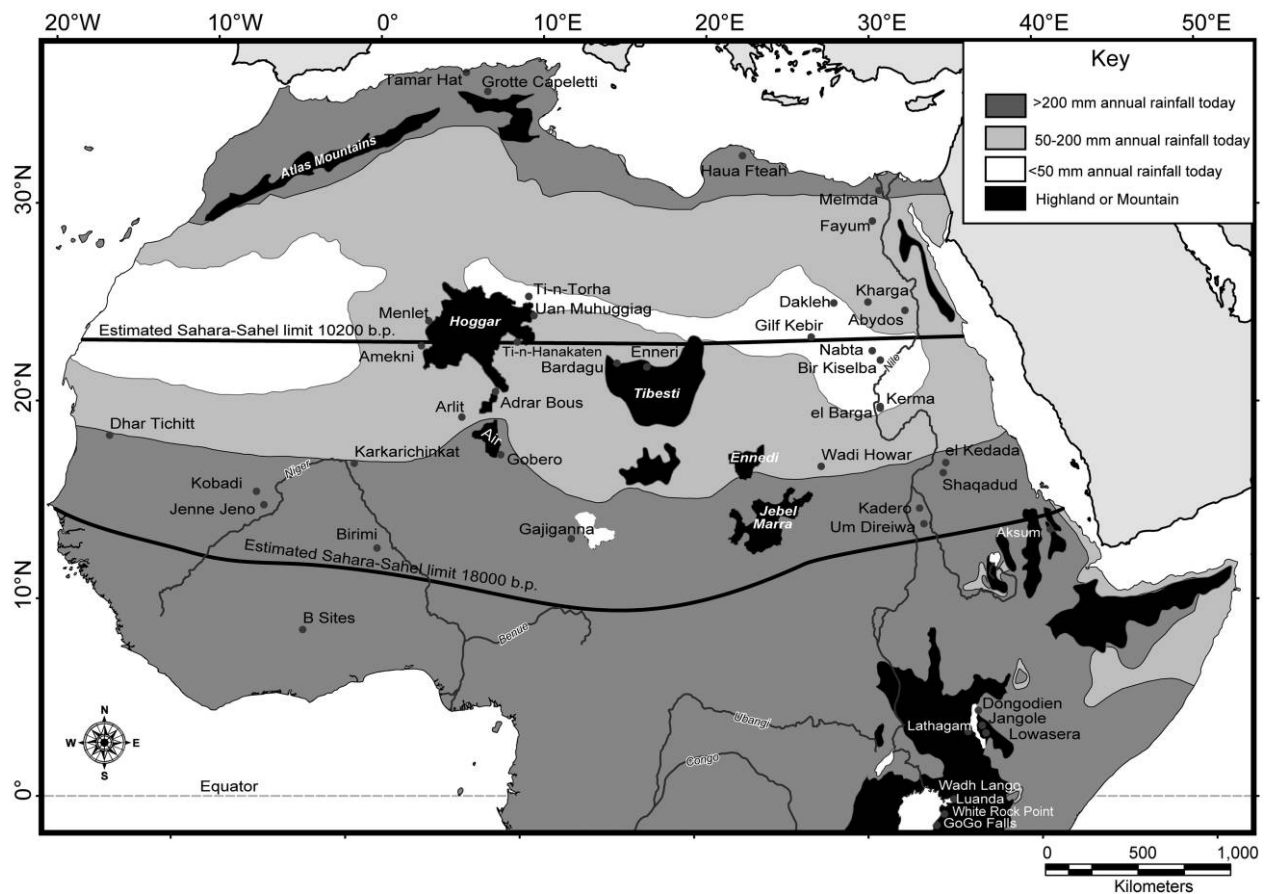 20°W 10°W 0° 10°E 20°E 30°E 40°E 50°E
Key
>200 mm annual rainfall today
50-200 mm annual rainfall today
<50 mm annual rainfall today
Highland or Mountain
Tamar Hat
Grotte Capeletti
Atlas Mountains
Haua Fteah
30°N
Melmda
Fayum
Ti-n-Torha
Kharga
Dakleh
Uan Muhuggiag
Menlet
Abydos
Hoggar
Gilf Kebir
Estimated Sahara-Sahel limit 10200 b.p.
Amekni
Ti-n-Hanakaten
Enneri
Nabta
Bardagu
Bir Kiselba
Nile
20°N
Tibesti
Adrar Bous
Kerma
Arlit
el Barga
Dhar Tichitt
Air
Karkarichinkat
Gobero
Ennedi
Wadi Howar
el Kedada
Niger
Shaqadud
Kobadi
Jenne Jeno
Jebel
Marra
Kadero
Um Direiwa
Birimi
Gajiganna
Aksum
Estimated Sahara-Sahel limit 18000 b.p.
10°N
B Sites
Benue
N
W E
S
Dongodien
Jangole
Lowasera
Lathagam
Ubangi
Congo
Equator
0°
Wadh Lango
Luanda
White Rock Point
GoGo Falls
0 500 1,000
Kilometers